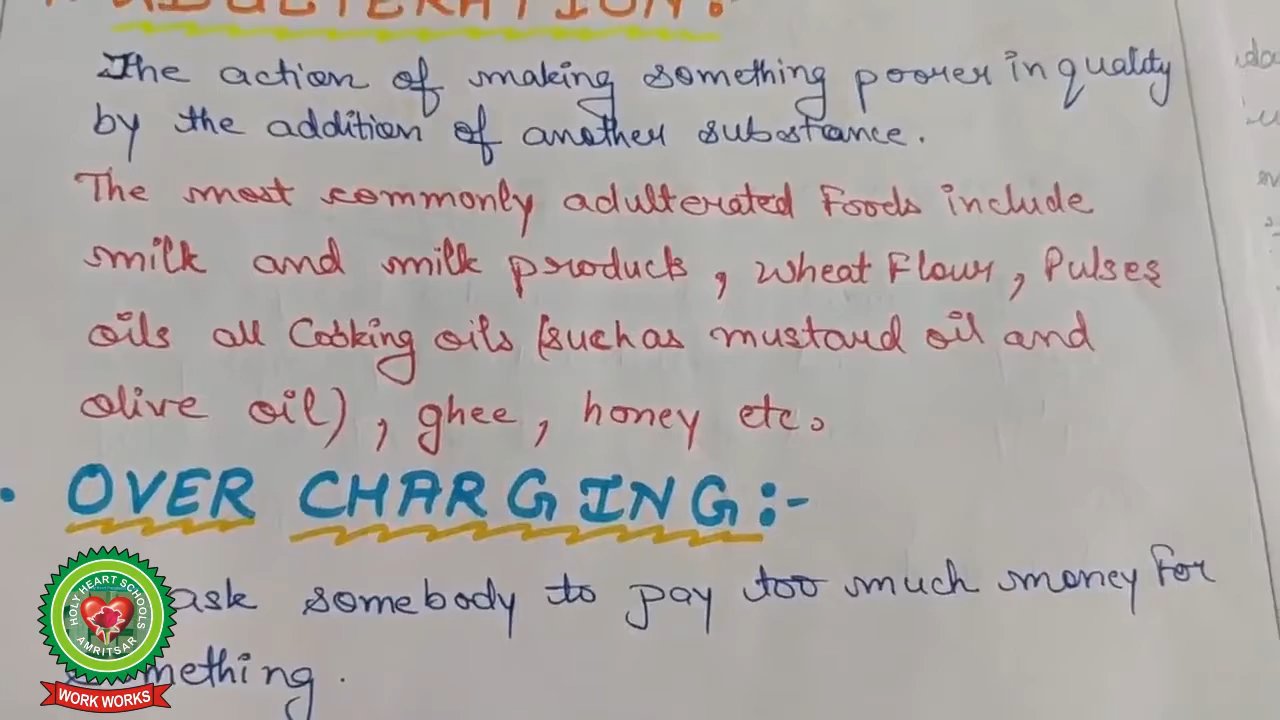 ADULTERATION:-
The action of making something poorer in quality
by the addition of another substance.
The most commonly adulterated Foods include
milk and milk products, wheat Flour, Pulses
oils all Cooking oils (such as mustard oil and
olive oil), ghee, honey etc.
• OVER CHARGING:-
ask somebody to pay too much money For
something.
HOLY HEART SCHOOLS
AMRITSAR
WORK WORKS